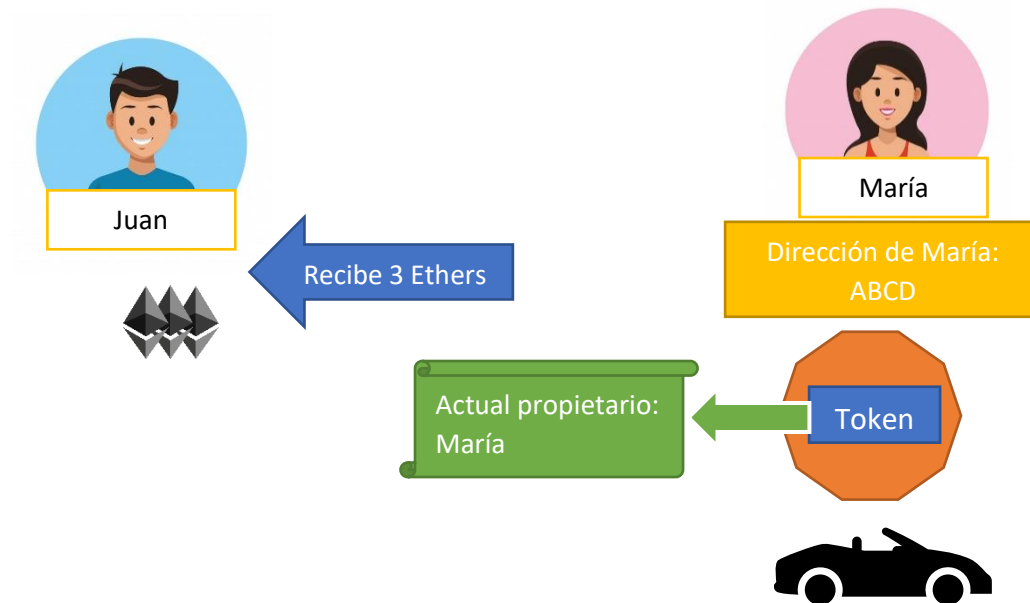 Juan
María
Recibe 3 Ethers
Dirección de María:
ABCD
Actual propietario:
María
Token